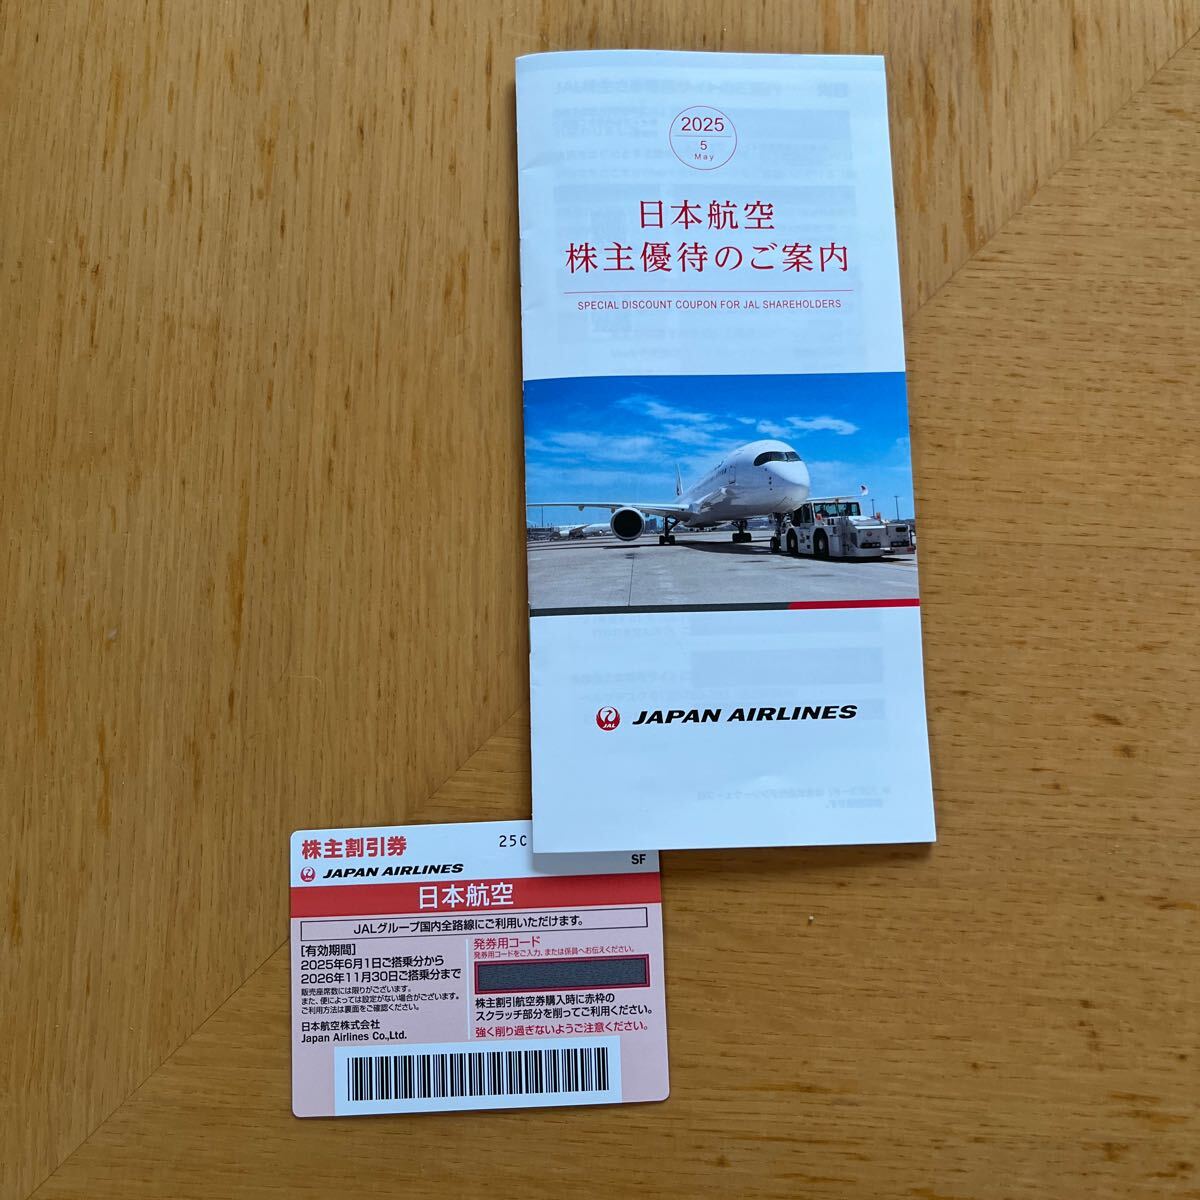 2025
5
May
日本航空
株主優待のご案内
SPECIAL DISCOUNT COUPON FOR JAL SHAREHOLDERS
JAL
JAPAN AIRLINES
株主割引券
25C
JAPAN AIRLINES
SF
日本航空
JALグループ国内全路線にご利用いただけます。
[有効期間]
2025年6月1日ご搭乗分から
2026年11月30日ご搭乗分まで
販売座席数には限りがございます。
また、便によっては設定がない場合がございます。
ご利用方法は裏面をご確認ください。
日本航空株式会社
Japan Airlines Co.,Ltd.
発券用コード
発券用コードをご入力、または係員へお伝えください。
株主割引航空券購入時に赤枠の
スクラッチ部分を削ってご利用ください。
強く削り過ぎないようご注意ください。